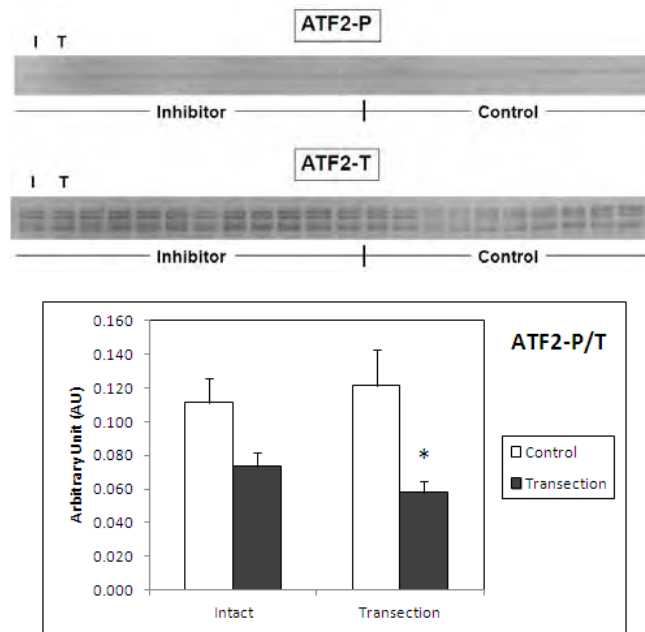 ATF2-P
I T
Inhibitor Control
ATF2-T
I T
Inhibitor Control
ATF2-P/T
0.160
0.140
0.120
0.100
0.080
0.060
0.040
0.020
0.000
Arbitrary Unit (AU)
*
Control
Transection
Intact Transection